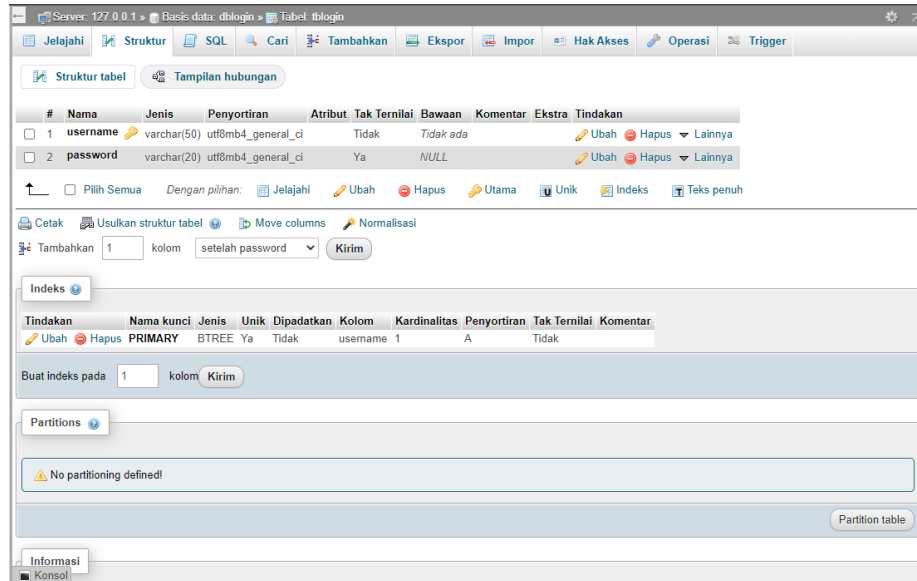 Server: 127.0.0.1 » Basis data: dblogin » Tabel: tblogin
Jelajahi Struktur SQL Cari Tambahkan Ekspor Impor Hak Akses Operasi Trigger
Struktur tabel Tampilan hubungan
# Nama Jenis Penyortiran Atribut Tak Ternilai Bawaan Komentar Ekstra Tindakan
1 username varchar(50) utf8mb4_general_ci Tidak Tidak ada Ubah Hapus Lainnya
2 password varchar(20) utf8mb4_general_ci Ya NULL Ubah Hapus Lainnya
Pilih Semua Dengan pilihan: Jelajahi Ubah Hapus Utama Unik Indeks Teks penuh
Cetak Usulkan struktur tabel Move columns Normalisasi
Tambahkan 1 kolom setelah password Kirim
Indeks
Tindakan Nama kunci Jenis Unik Dipadatkan Kolom Kardinalitas Penyortiran Tak Ternilai Komentar
Ubah Hapus PRIMARY BTREE Ya Tidak username 1 A Tidak
Buat indeks pada 1 kolom Kirim
Partitions
No partitioning defined!
Partition table
Informasi
Konsol